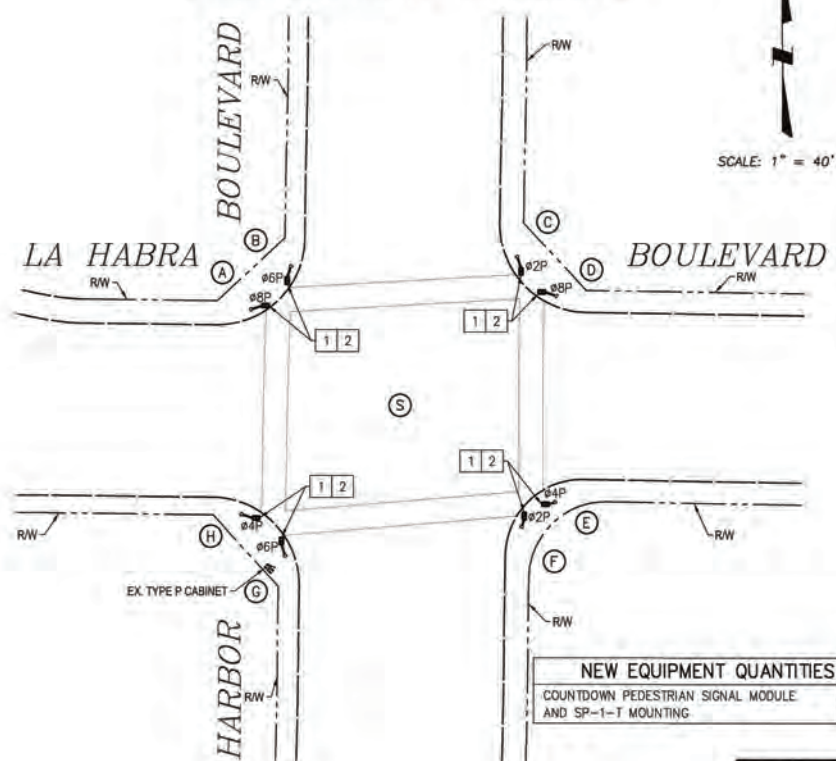 BOULEVARD
R/W
R/W
SCALE: 1" = 40'
LA HABRA
R/W
A
B
C
D
BOULEVARD
R/W
ø6P
ø8P
ø2P
ø8P
1 2
1 2
S
1 2
1 2
ø4P
ø6P
ø4P
ø2P
R/W
H
E
R/W
F
EX. TYPE P CABINET
G
HARBOR
R/W
R/W
NEW EQUIPMENT QUANTITIES
COUNTDOWN PEDESTRIAN SIGNAL MODULE
AND SP-1-T MOUNTING